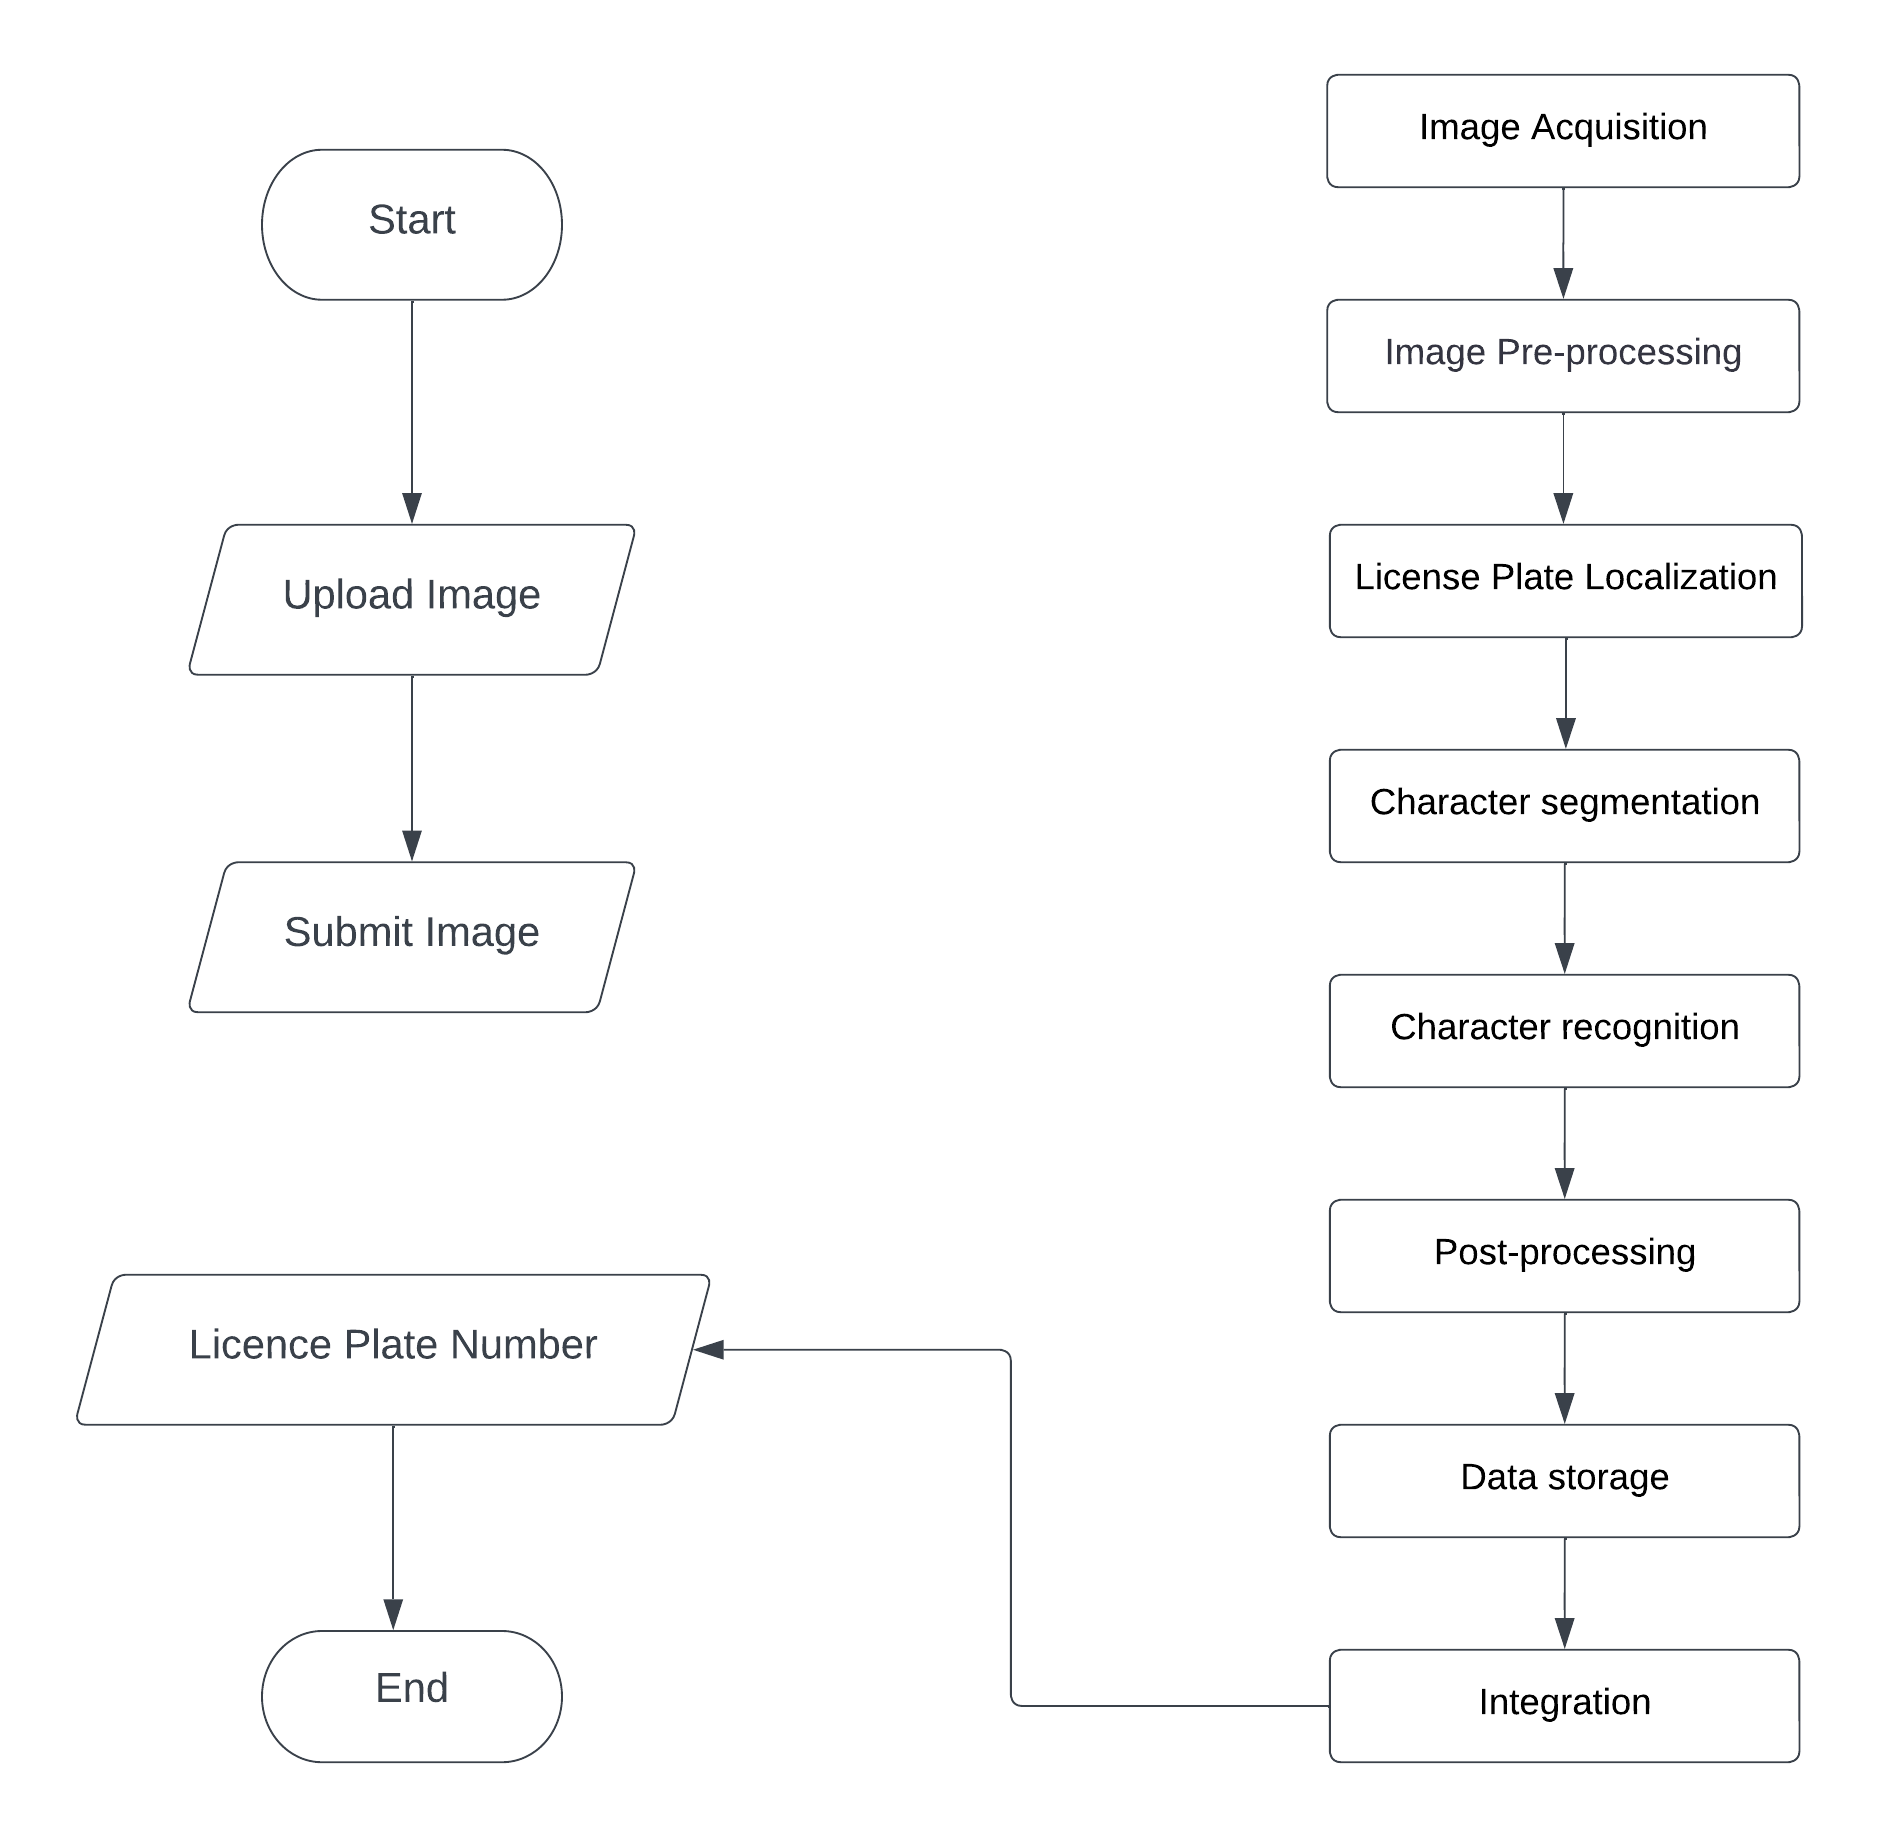 Start
Upload Image
Submit Image
Image Acquisition
Image Pre-processing
License Plate Localization
Character segmentation
Character recognition
Post-processing
Data storage
Integration
Licence Plate Number
End